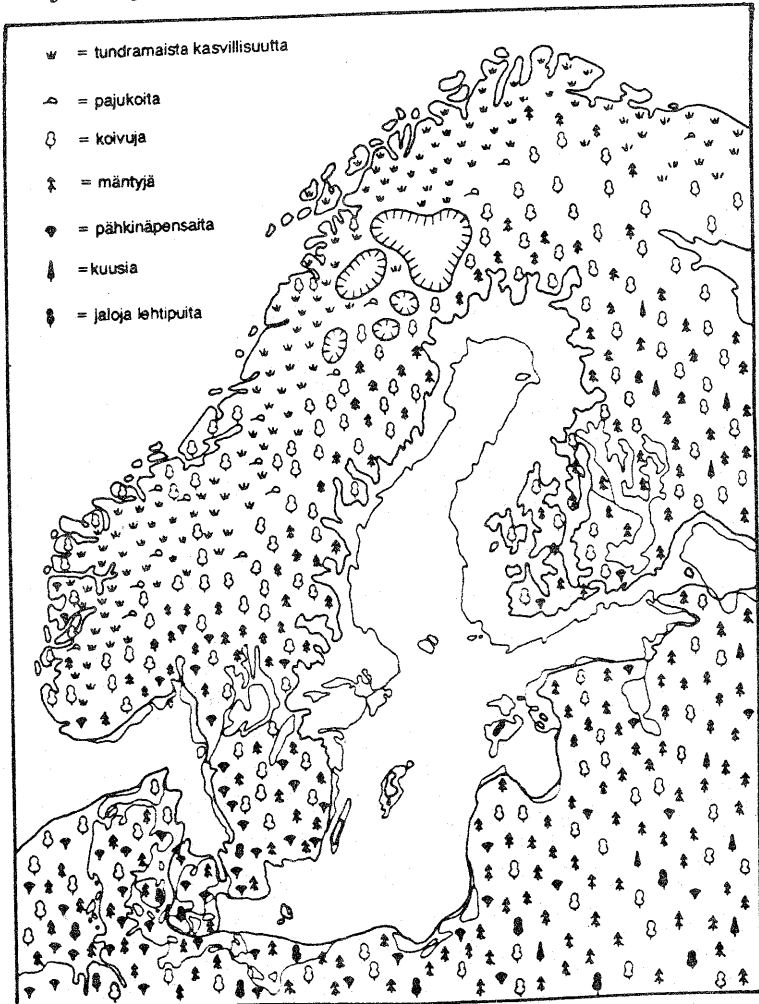 = tundramaista kasvillisuutta
= pajukoita
= koivuja
= mäntyjä
= pähkinäpensaita
= kuusia
= jaloja lehtipuita